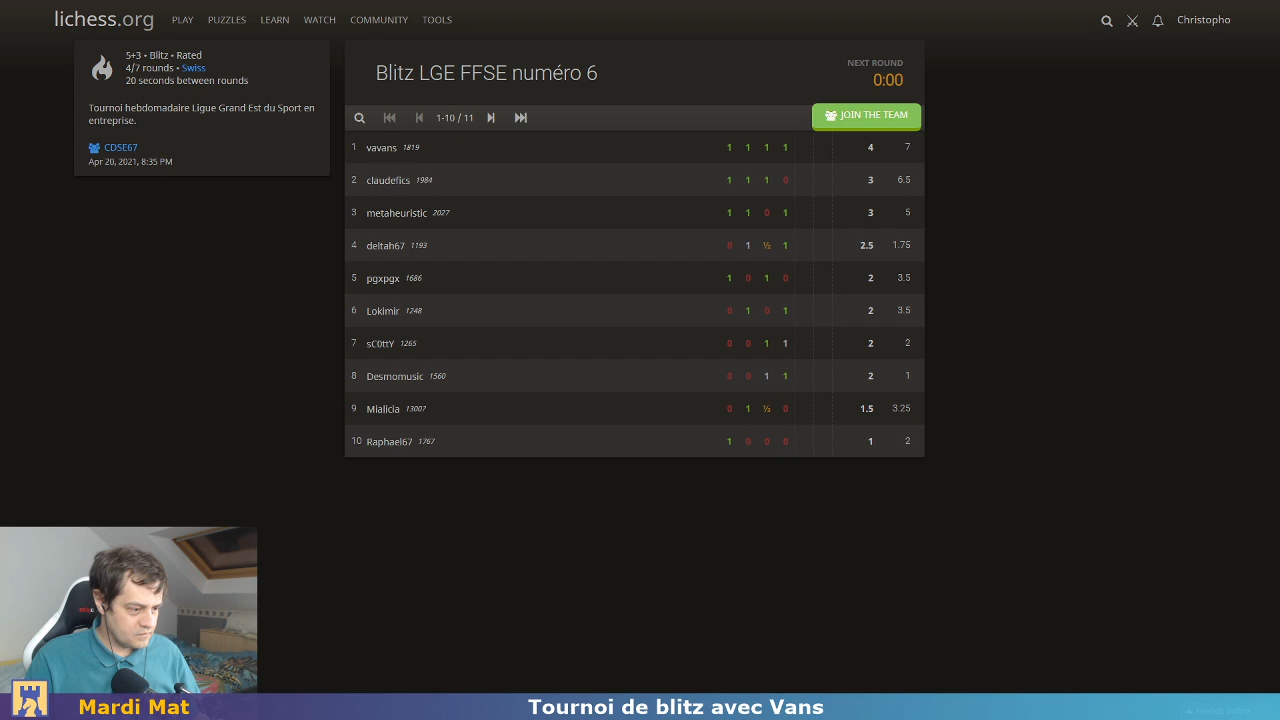 lichess.org PLAY PUZZLES LEARN WATCH COMMUNITY TOOLS Christopho
5+3 • Blitz • Rated
4/7 rounds • Swiss
20 seconds between rounds
Tournoi hebdomadaire Ligue Grand Est du Sport en
entreprise.
CDSE67
Apr 20, 2021, 8:35 PM
Blitz LGE FFSE numéro 6
NEXT ROUND
0:00
1-10 / 11
JOIN THE TEAM
1 vavans 1819 1 1 1 1 4 7
2 claudefics 1984 1 1 1 0 3 6.5
3 metaheuristic 2027 1 1 0 1 3 5
4 deltah67 1193 0 1 ½ 1 2.5 1.75
5 pgxpgx 1686 1 0 1 0 2 3.5
6 Lokimir 1248 0 1 0 1 2 3.5
7 sC0ttY 1265 0 0 1 1 2 2
8 Desmomusic 1560 0 0 1 1 2 1
9 Mialicia 1300? 0 1 ½ 0 1.5 3.25
10 Raphael67 1767 1 0 0 0 1 2
Mardi Mat
Tournoi de blitz avec Vans